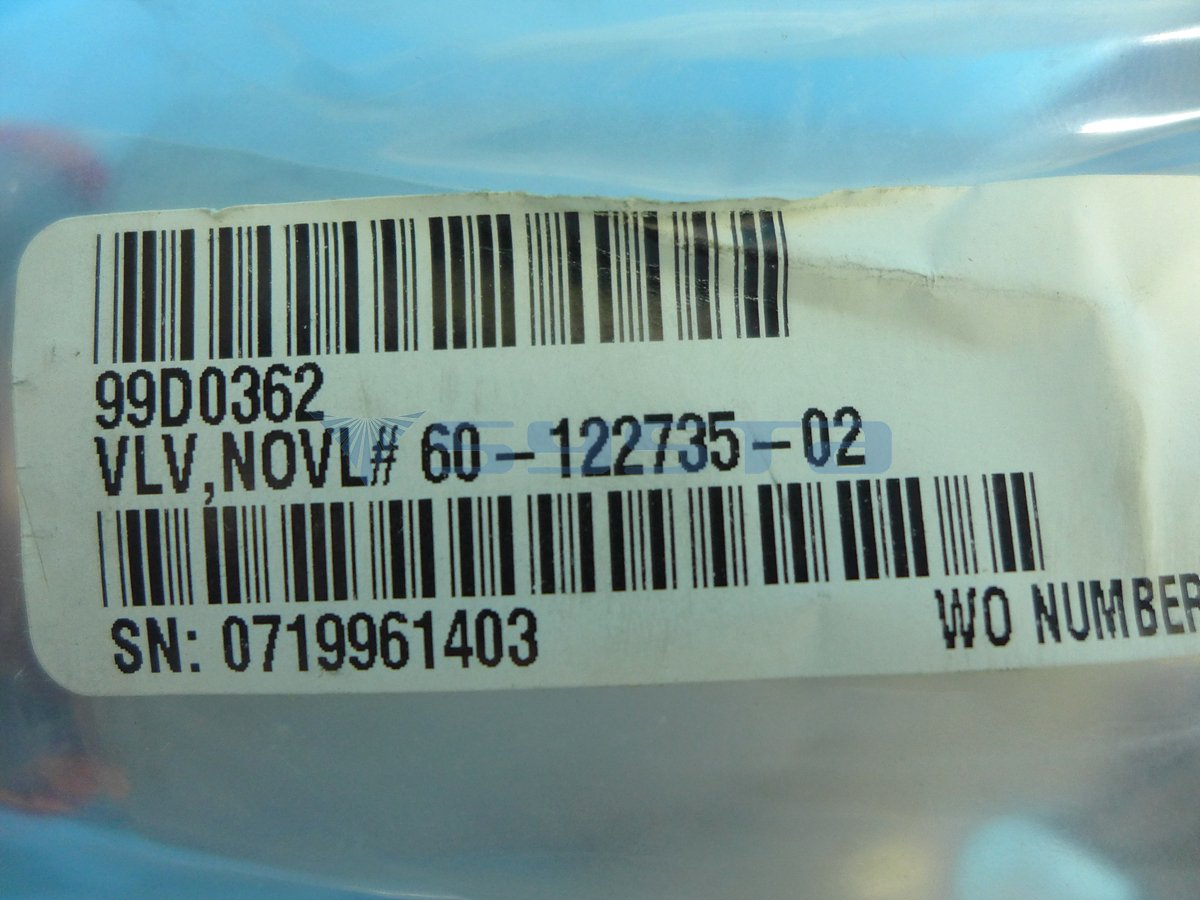 99D0362
VLV,NOVL# 60-122735-02
SN: 0719961403
WO NUMBER